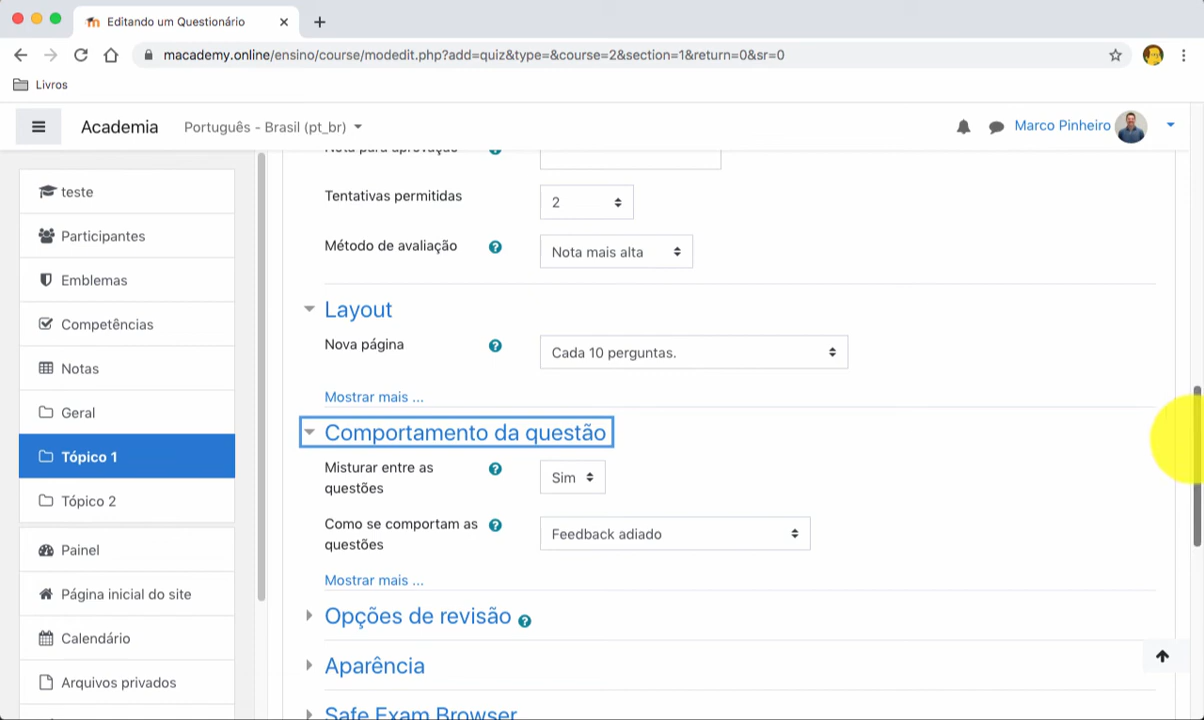 Editando um Questionário
macademy.online/ensino/course/modedit.php?add=quiz&type=&course=2&section=1&return=0&sr=0
Livros
Academia Português - Brasil (pt_br) Marco Pinheiro
teste
Participantes
Emblemas
Competências
Notas
Geral
Tópico 1
Tópico 2
Painel
Página inicial do site
Calendário
Arquivos privados
Nota para aprovação
Tentativas permitidas 2
Método de avaliação Nota mais alta
Layout
Nova página Cada 10 perguntas.
Mostrar mais ...
Comportamento da questão
Misturar entre as
questões
Sim
Como se comportam as
questões
Feedback adiado
Mostrar mais ...
Opções de revisão
Aparência
Safe Exam Browser